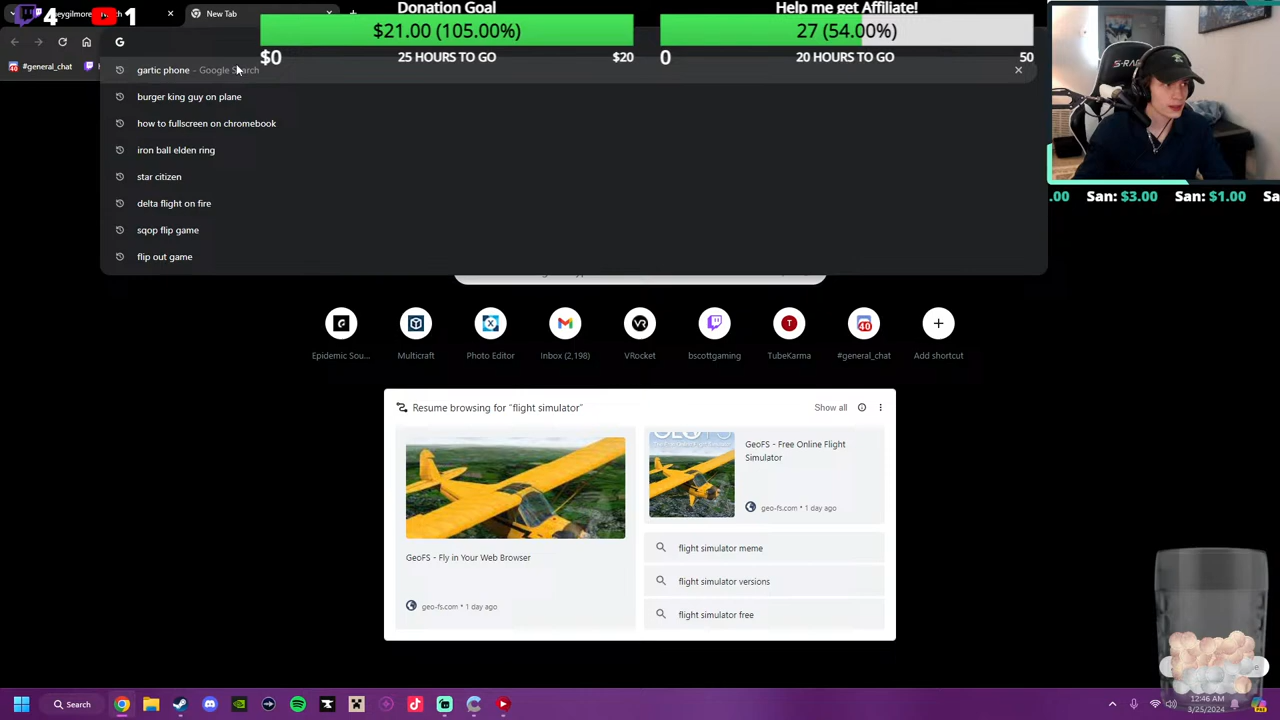 4
1
eygilmore
New Tab
Donation Goal
$21.00 (105.00%)
$0
25 HOURS TO GO
$20
Help me get Affiliate!
27 (54.00%)
0
20 HOURS TO GO
50
#general_chat
gartic phone - Google Search
burger king guy on plane
how to fullscreen on chromebook
iron ball elden ring
star citizen
delta flight on fire
sqop flip game
flip out game
S-RAC
.00 San: $3.00 San: $1.00 Sa
Epidemic Sou...
Multicraft
Photo Editor
Inbox (2,198)
VRocket
bscottgaming
TubeKarma
#general_chat
Add shortcut
Resume browsing for "flight simulator"
Show all
GeoFS - Fly in Your Web Browser
geo-fs.com • 1 day ago
GeoFS - Free Online Flight
Simulator
geo-fs.com • 1 day ago
flight simulator meme
flight simulator versions
flight simulator free
Search
12:46 AM
3/25/2024